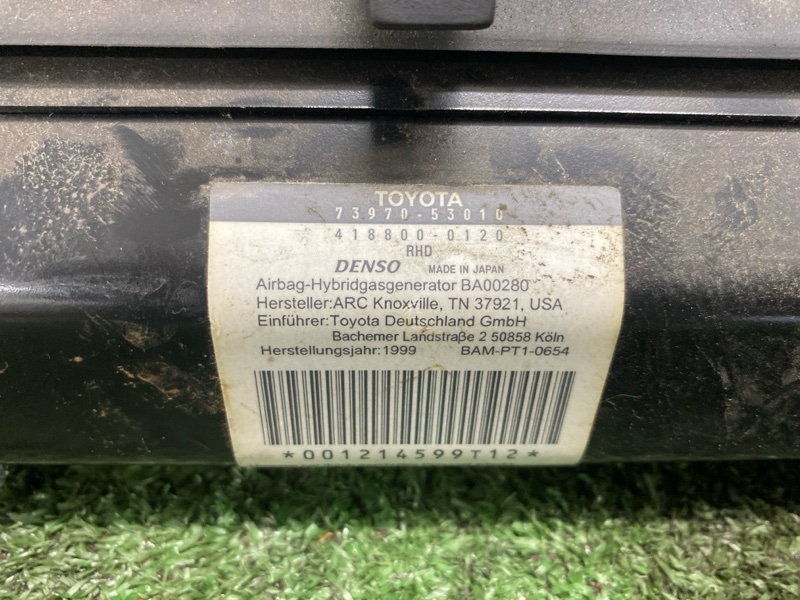 TOYOTA
73970-53010
418800-0120
RHD
DENSO MADE IN JAPAN
Airbag-Hybridgasgenerator BA00280
Hersteller:ARC Knoxville, TN 37921, USA
Einführer:Toyota Deutschland GmbH
Bachemer Landstraße 2 50858 Köln
Herstellungsjahr:1999 BAM-PT1-0654
*001214599T12*